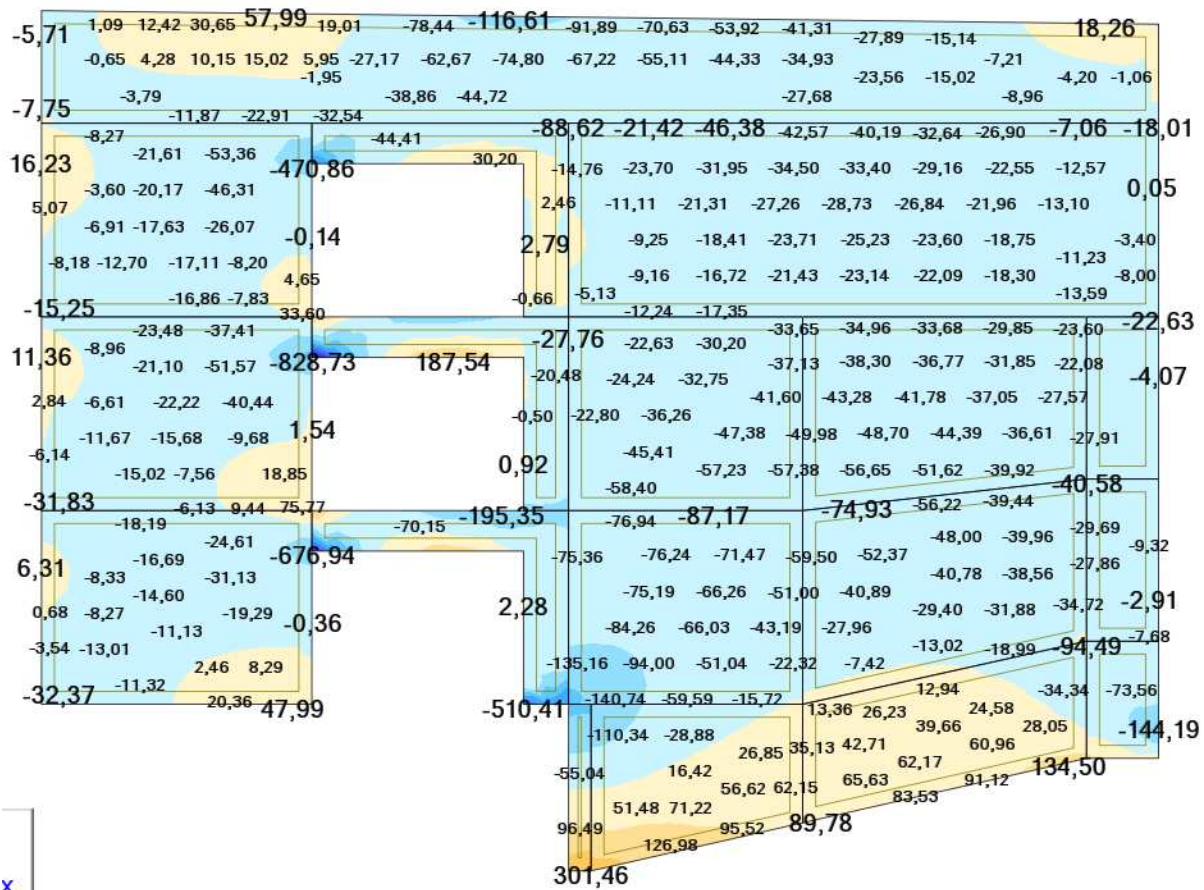 57,99 -116,61
1,09 12,42 30,65 19,01 -78,44 -91,89 -70,63 -53,92 -41,31 18,26
-5,71 -27,89 -15,14
-0,65 4,28 10,15 15,02 5,95 -27,17 -62,67 -74,80 -67,22 -55,11 -44,33 -34,93 -7,21
-1,95 -23,56 -15,02 -4,20 -1,06
-3,79 -38,86 -44,72 -27,68 -8,96
-7,75 -11,87 -22,91 -32,54
-8,27 -44,41 -88,62 -21,42 -46,38 -42,57 -40,19 -32,64 -26,90 -7,06 -18,01
-21,61 -53,36 30,20
16,23 -470,86 -14,76 -23,70 -31,95 -34,50 -33,40 -29,16 -22,55 -12,57
-3,60 -20,17 -46,31 0,05
5,07 2,46 -11,11 -21,31 -27,26 -28,73 -26,84 -21,96 -13,10
-6,91 -17,63 -26,07 -0,14
2,79 -9,25 -18,41 -23,71 -25,23 -23,60 -18,75 -3,40
-8,18 -12,70 -17,11 -8,20 -11,23
4,65 -9,16 -16,72 -21,43 -23,14 -22,09 -18,30 -8,00
-16,86 -7,83 -0,66 -5,13 -13,59
-15,25 33,60 -12,24 -17,35
-23,48 -37,41 -33,65 -34,96 -33,68 -29,85 -23,60 -22,63
-8,96 -27,76 -22,63 -30,20
11,36 -21,10 -51,57 -828,73 187,54 -37,13 -38,30 -36,77 -31,85 -22,08
-20,48 -24,24 -32,75 -4,07
2,84 -6,61 -22,22 -40,44 -41,60 -43,28 -41,78 -37,05 -27,57
-0,50 -22,80 -36,26
-11,67 -15,68 -9,68 1,54 -47,38 -49,98 -48,70 -44,39 -36,61 -27,91
-6,14 -45,41
-15,02 -7,56 18,85 0,92 -57,23 -57,38 -56,65 -51,62 -39,92
-58,40 -40,58
-31,83 -6,13 9,44 75,77 -74,93 -56,22 -39,44
-18,19 -70,15 -195,35 -76,94 -87,17
-24,61 -48,00 -39,96 -29,69
-16,69 -676,94 -75,36 -76,24 -71,47 -59,50 -52,37 -9,32
6,31 -8,33 -31,13 -40,78 -38,56 -27,86
-14,60 -75,19 -66,26 -51,00 -40,89
0,68 -8,27 -19,29 2,28 -29,40 -31,88 -34,72 -2,91
-11,13 -0,36 -84,26 -66,03 -43,19 -27,96
-3,54 -13,01 -13,02 -18,99 -94,49 -7,68
2,46 8,29 -135,16 -94,00 -51,04 -22,32 -7,42
-11,32 12,94 -34,34 -73,56
-32,37 20,36 47,99 -510,41 -140,74 -59,59 -15,72
13,36 26,23 24,58
-110,34 -28,88 39,66 28,05 -144,19
26,85 35,13 42,71 60,96
-55,04 16,42 62,17 134,50
56,62 62,15 65,63 91,12
51,48 71,22 83,53
96,49 95,52 89,78
126,98
301,46
x